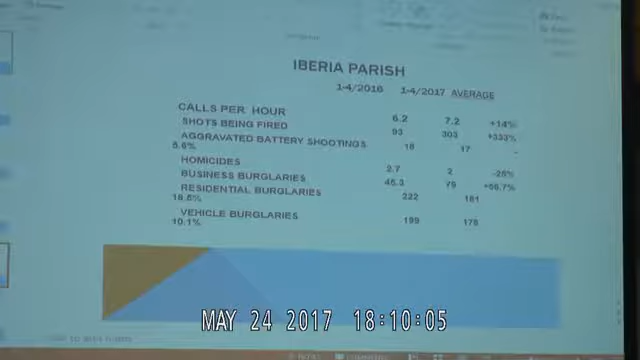 IBERIA PARISH
1-4/2016 1-4/2017 AVERAGE
CALLS PER HOUR 6.2 7.2 +14%
SHOTS BEING FIRED 93 303 +333%
AGGRAVATED BATTERY SHOOTINGS 18 17 -
5.6%
HOMICIDES 2.7 2 -26%
BUSINESS BURGLARIES 45.3 79 +56.7%
RESIDENTIAL BURGLARIES 222 181
18.5%
VEHICLE BURGLARIES 199 178
10.1%
MAY 24 2017 18:10:05